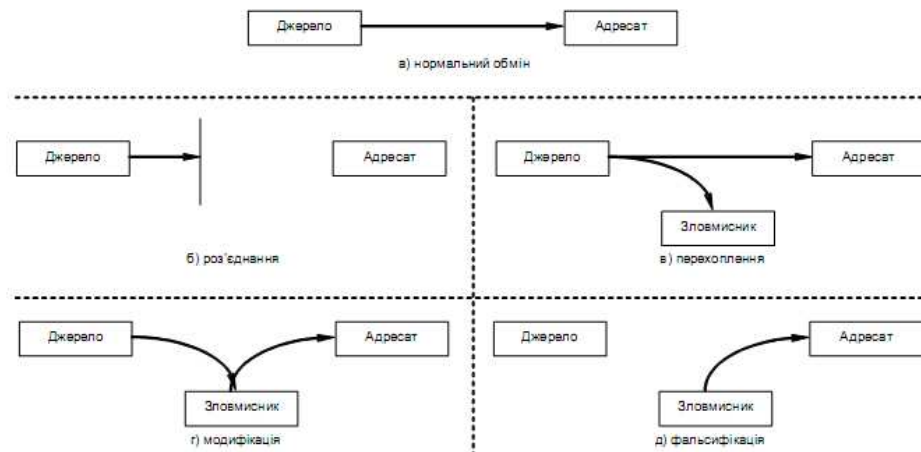 Джерело Адресат
в) нормальний обмін
Джерело Адресат Джерело Адресат
Зловмисник
б) роз'єднання в) перехоплення
Джерело Адресат Джерело Адресат
Зловмисник Зловмисник
г) модифікація д) фальсифікація